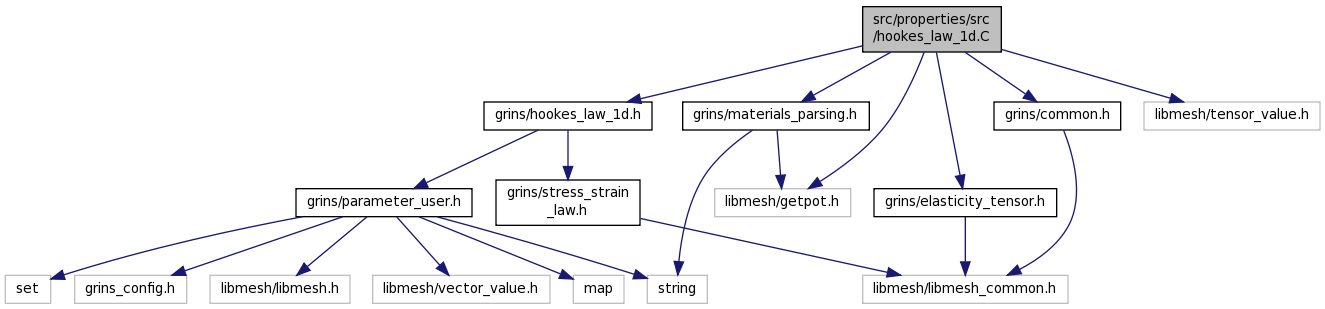 src/properties/src
/hookes_law_1d.C
grins/hookes_law_1d.h
grins/materials_parsing.h
grins/common.h
libmesh/tensor_value.h
grins/parameter_user.h
grins/stress_strain
_law.h
libmesh/getpot.h
grins/elasticity_tensor.h
set
grins_config.h
libmesh/libmesh.h
libmesh/vector_value.h
map
string
libmesh/libmesh_common.h